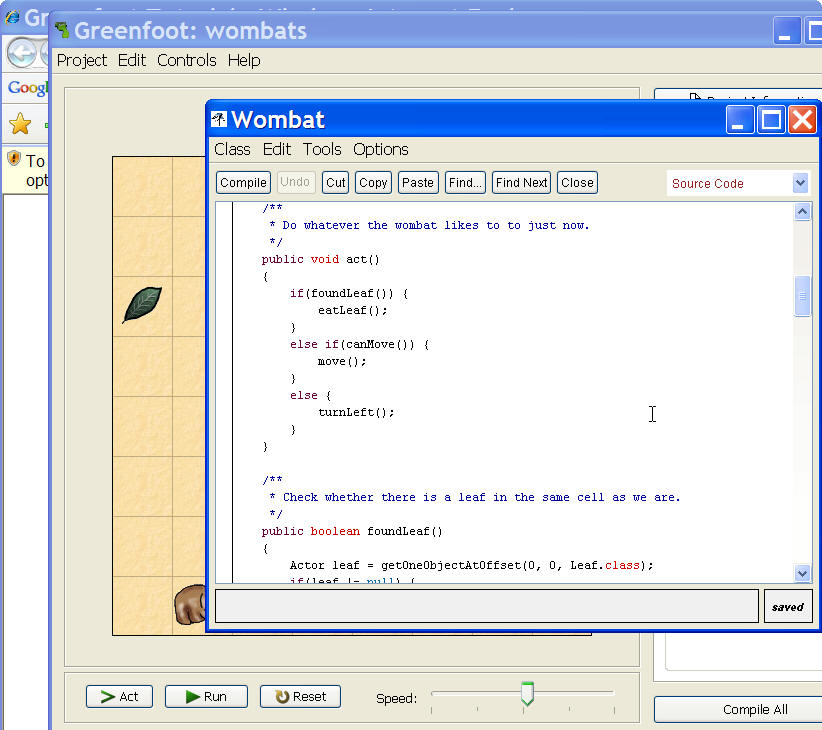 Gr
Greenfoot: wombats
Project Edit Controls Help
Googl
To
opt
Wombat
Class Edit Tools Options
Compile Undo Cut Copy Paste Find... Find Next Close
Source Code
/**
* Do whatever the wombat likes to to just now.
*/
public void act()
{
if(foundLeaf()) {
eatLeaf();
}
else if(canMove()) {
move();
}
else {
turnLeft();
}
}
/**
* Check whether there is a leaf in the same cell as we are.
*/
public boolean foundLeaf()
{
Actor leaf = getOneObjectAtOffset(0, 0, Leaf.class);
if(leaf != null) {
saved
Act Run Reset Speed:
Compile All